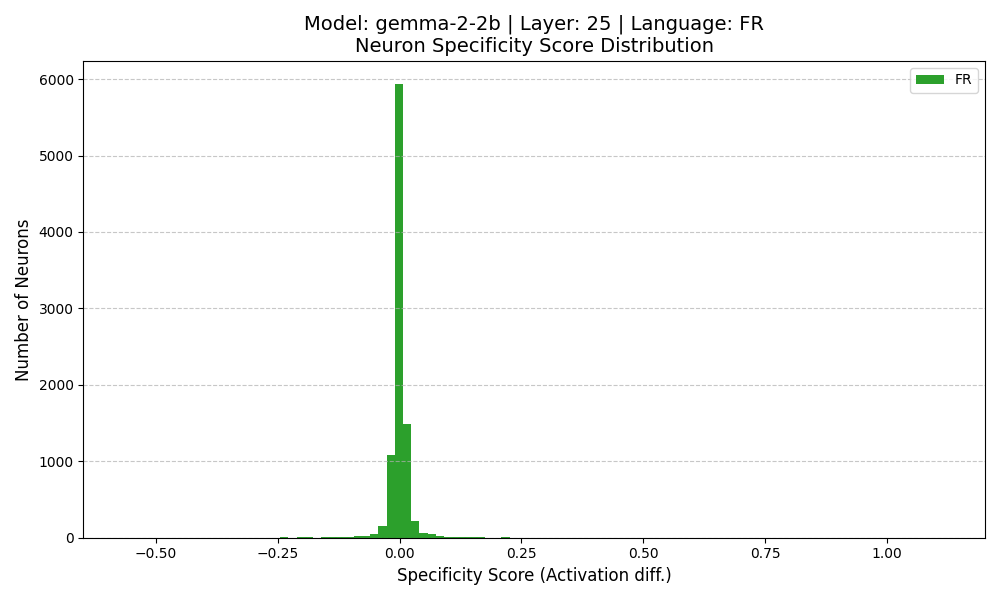 Model: gemma-2-2b | Layer: 25 | Language: FR
Neuron Specificity Score Distribution
FR
Number of Neurons
6000
5000
4000
3000
2000
1000
0
−0.50
−0.25
0.00
0.25
0.50
0.75
1.00
Specificity Score (Activation diff.)